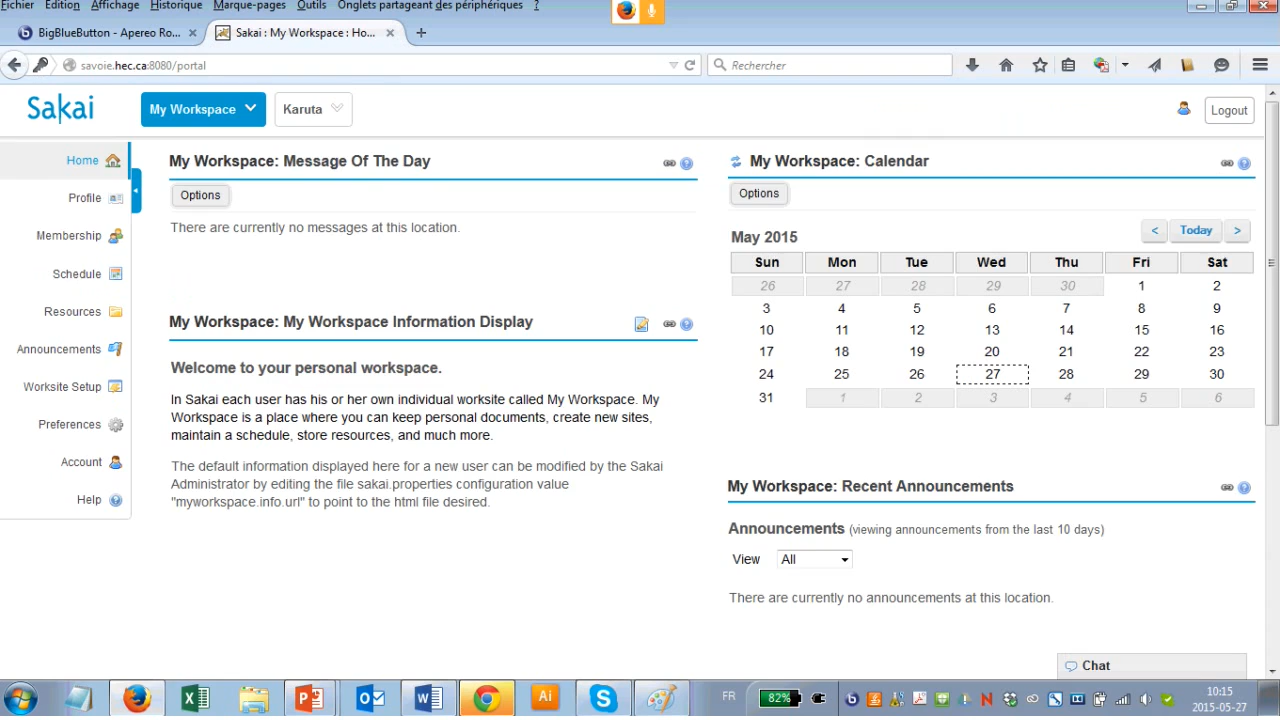 Fichier Edition Affichage Historique Marque-pages Outils Onglets partageant des périphériques ?
BigBlueButton - Apereo Ro...
Sakai : My Workspace : Ho...
savoie.hec.ca:8080/portal
Rechercher
Sakai
My Workspace
Karuta
Logout
Home
Profile
Membership
Schedule
Resources
Announcements
Worksite Setup
Preferences
Account
Help
My Workspace: Message Of The Day
Options
There are currently no messages at this location.
My Workspace: My Workspace Information Display
Welcome to your personal workspace.
In Sakai each user has his or her own individual worksite called My Workspace. My
Workspace is a place where you can keep personal documents, create new sites,
maintain a schedule, store resources, and much more.
The default information displayed here for a new user can be modified by the Sakai
Administrator by editing the file sakai.properties configuration value
"myworkspace.info.url" to point to the html file desired.
My Workspace: Calendar
Options
May 2015
< Today >
Sun Mon Tue Wed Thu Fri Sat
26 27 28 29 30 1 2
3 4 5 6 7 8 9
10 11 12 13 14 15 16
17 18 19 20 21 22 23
24 25 26 27 28 29 30
31 1 2 3 4 5 6
My Workspace: Recent Announcements
Announcements (viewing announcements from the last 10 days)
View All
There are currently no announcements at this location.
Chat
FR
82%
10:15
2015-05-27